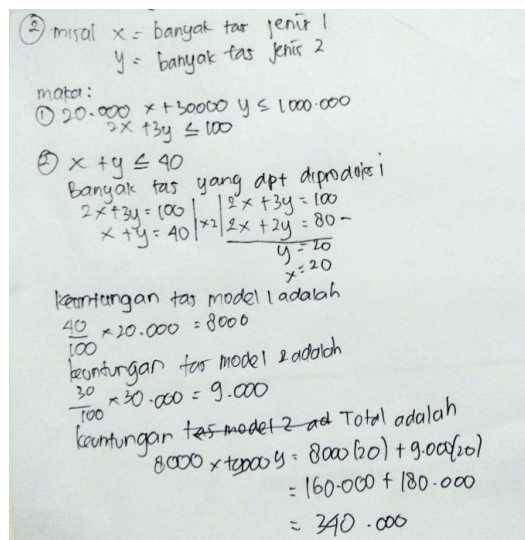 ② misal x = banyak tas jenis 1
y = banyak tas jenis 2
maka:
① 20.000 x + 30000 y ≤ 1000.000
2x + 3y ≤ 100
② x + y ≤ 40
Banyak tas yang dpt diproduksi
2x+3y = 100 | | 2x + 3y = 100
x + y = 40 | x2 | 2x + 2y = 80 -
y = 20
x = 20
keuntungan tas model 1 adalah
40/100 x 20.000 = 8000
keuntungan tas model 2 adalah
30/100 x 30.000 = 9.000
keuntungan tas model 2 ad Total adalah
8000 x + 9000 y = 8000 (20) + 9.000(20)
= 160.000 + 180.000
= 340.000